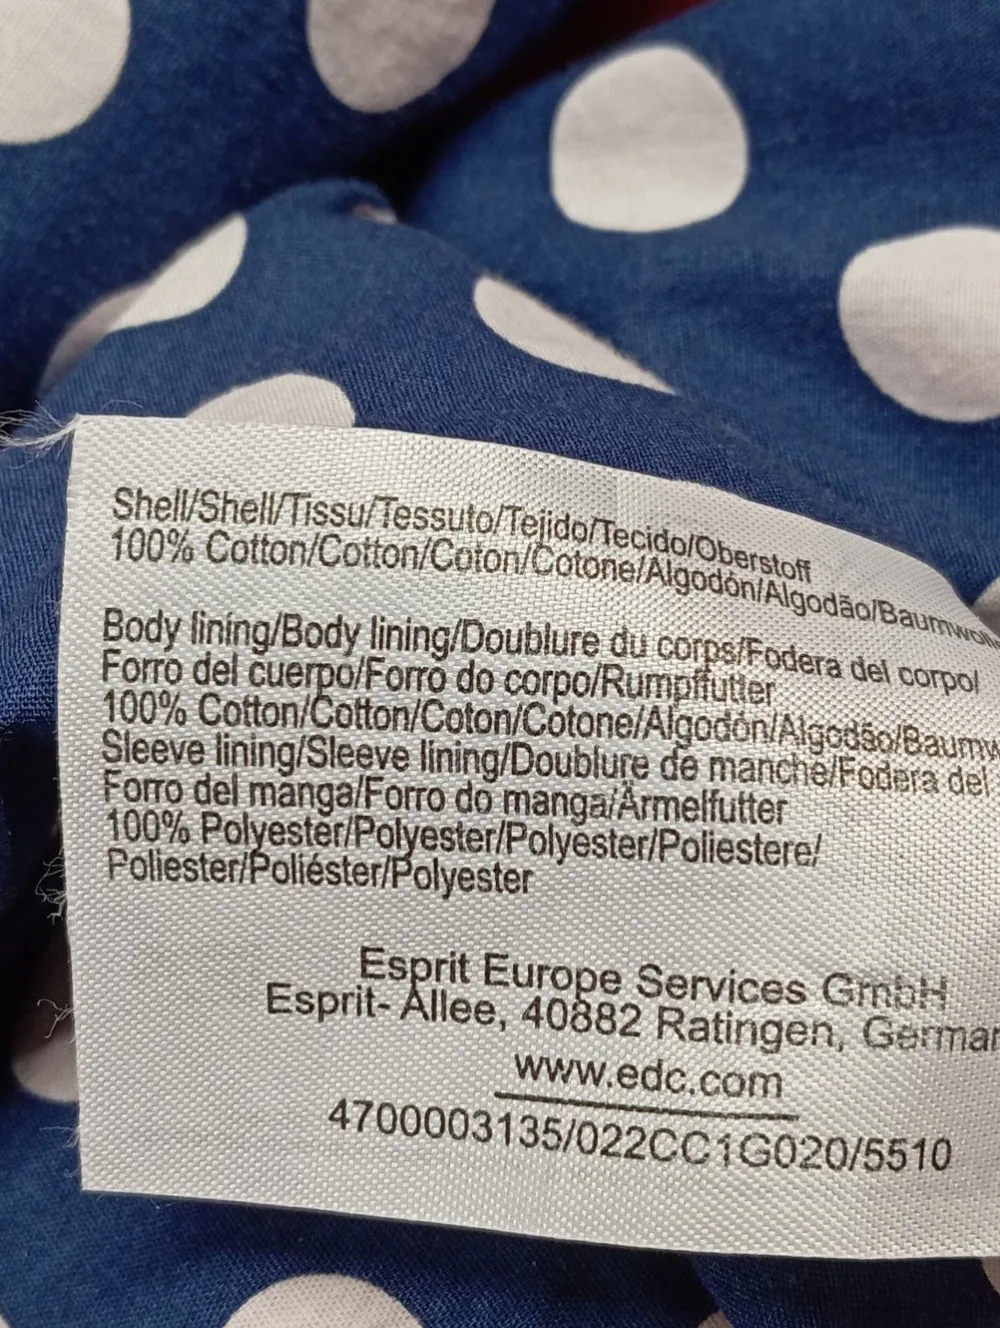 Shell/Shell/Tissu/Tessuto/Tejido/Tecido/Oberstoff
100% Cotton/Cotton/Coton/Cotone/Algodón/Algodão/Baumwoll
Body lining/Body lining/Doublure du corps/Fodera del corpo/
Forro del cuerpo/Forro do corpo/Rumpffutter
100% Cotton/Cotton/Coton/Cotone/Algodón/Algodão/Baumw
Sleeve lining/Sleeve lining/Doublure de manche/Fodera del
Forro del manga/Forro do manga/Ärmelfutter
100% Polyester/Polyester/Polyester/Poliestere/
Poliester/Poliéster/Polyester
Esprit Europe Services GmbH
Esprit- Allee, 40882 Ratingen, German
www.edc.com
4700003135/022CC1G020/5510